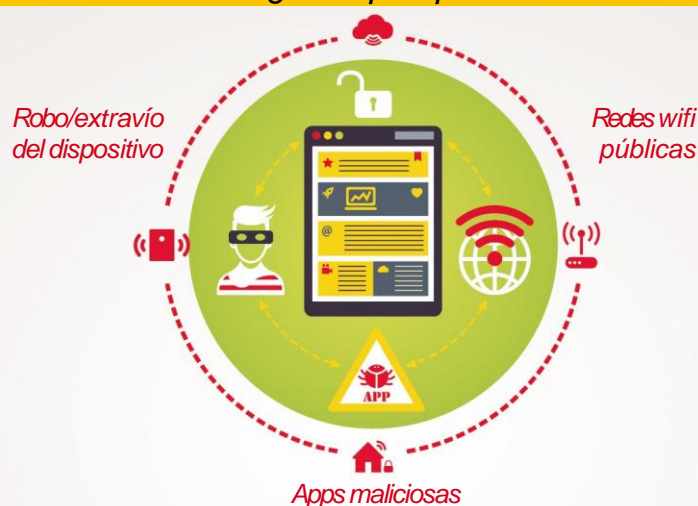 Robo/extravío
del dispositivo
Redes wifi
públicas
@
APP
Apps maliciosas